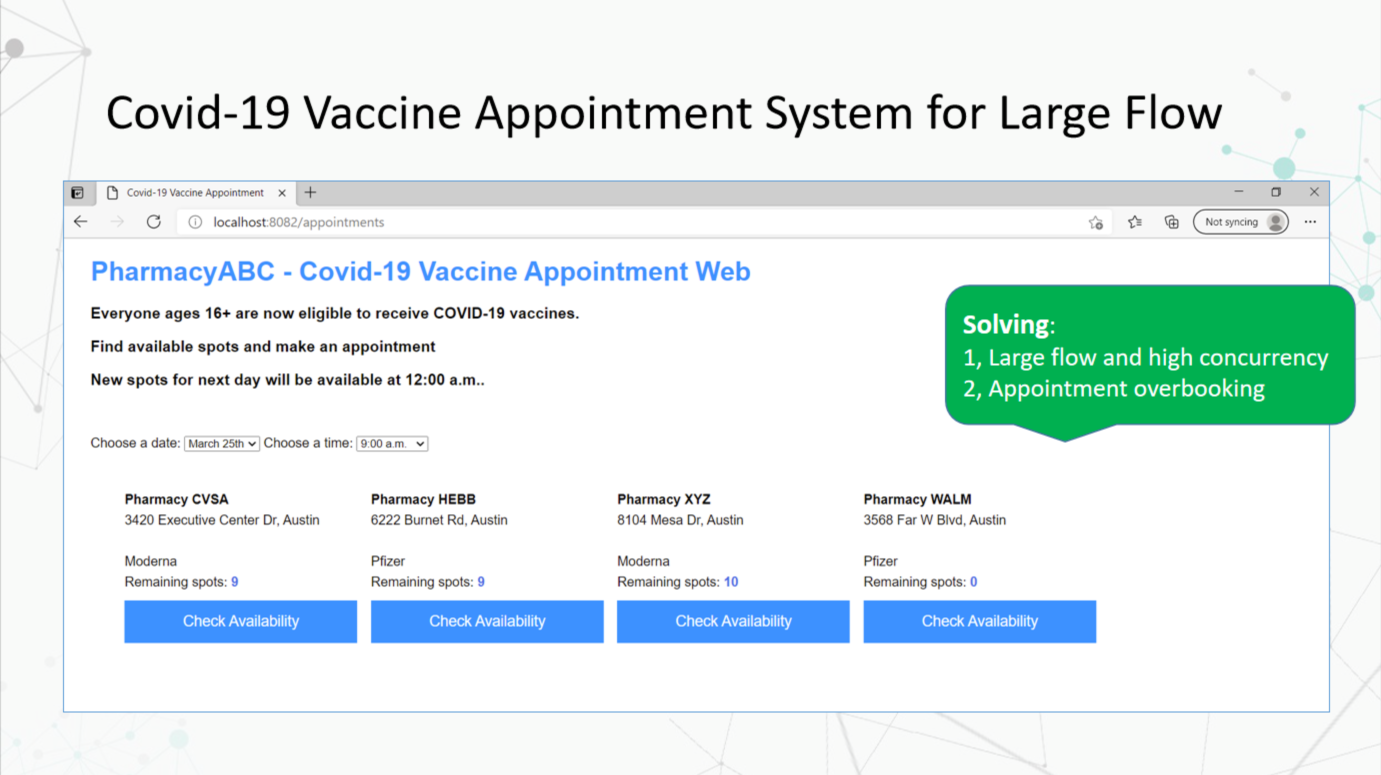 Covid-19 Vaccine Appointment System for Large Flow
Covid-19 Vaccine Appointment
localhost:8082/appointments
Not syncing
PharmacyABC - Covid-19 Vaccine Appointment Web
Everyone ages 16+ are now eligible to receive COVID-19 vaccines.
Find available spots and make an appointment
New spots for next day will be available at 12:00 a.m..
Solving:
1, Large flow and high concurrency
2, Appointment overbooking
Choose a date: March 25th Choose a time: 9:00 a.m.
Pharmacy CVSA
3420 Executive Center Dr, Austin
Moderna
Remaining spots: 9
Check Availability
Pharmacy HEBB
6222 Burnet Rd, Austin
Pfizer
Remaining spots: 9
Check Availability
Pharmacy XYZ
8104 Mesa Dr, Austin
Moderna
Remaining spots: 10
Check Availability
Pharmacy WALM
3568 Far W Blvd, Austin
Pfizer
Remaining spots: 0
Check Availability